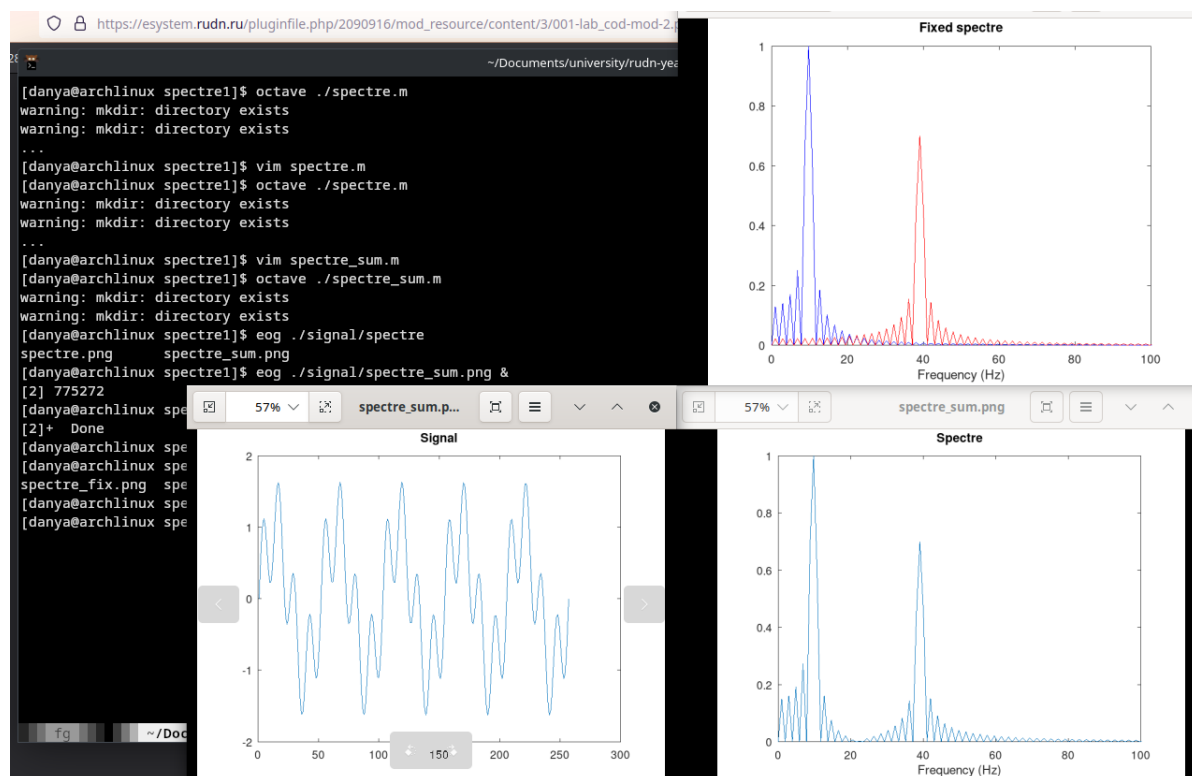 https://esystem.rudn.ru/pluginfile.php/2090916/mod_resource/content/3/001-lab_cod-mod-2.
~/Documents/university/rudn-yea
[danya@archlinux spectre1]$ octave ./spectre.m
warning: mkdir: directory exists
warning: mkdir: directory exists
...
[danya@archlinux spectre1]$ vim spectre.m
[danya@archlinux spectre1]$ octave ./spectre.m
warning: mkdir: directory exists
warning: mkdir: directory exists
...
[danya@archlinux spectre1]$ vim spectre_sum.m
[danya@archlinux spectre1]$ octave ./spectre_sum.m
warning: mkdir: directory exists
warning: mkdir: directory exists
[danya@archlinux spectre1]$ eog ./signal/spectre
spectre.png spectre_sum.png
[danya@archlinux spectre1]$ eog ./signal/spectre_sum.png &
[2] 775272
[danya@archlinux spe
[2]+ Done
[danya@archlinux spe
[danya@archlinux spe
spectre_fix.png spe
[danya@archlinux spe
[danya@archlinux spe
fg
~/Doc
Fixed spectre
1
0.8
0.6
0.4
0.2
0
0 20 40 60 80 100
Frequency (Hz)
57% spectre_sum.p...
Signal
2
1
0
-1
-2
0 50 100 150 200 250 300
57% spectre_sum.png
Spectre
1
0.8
0.6
0.4
0.2
0
0 20 40 60 80 100
Frequency (Hz)